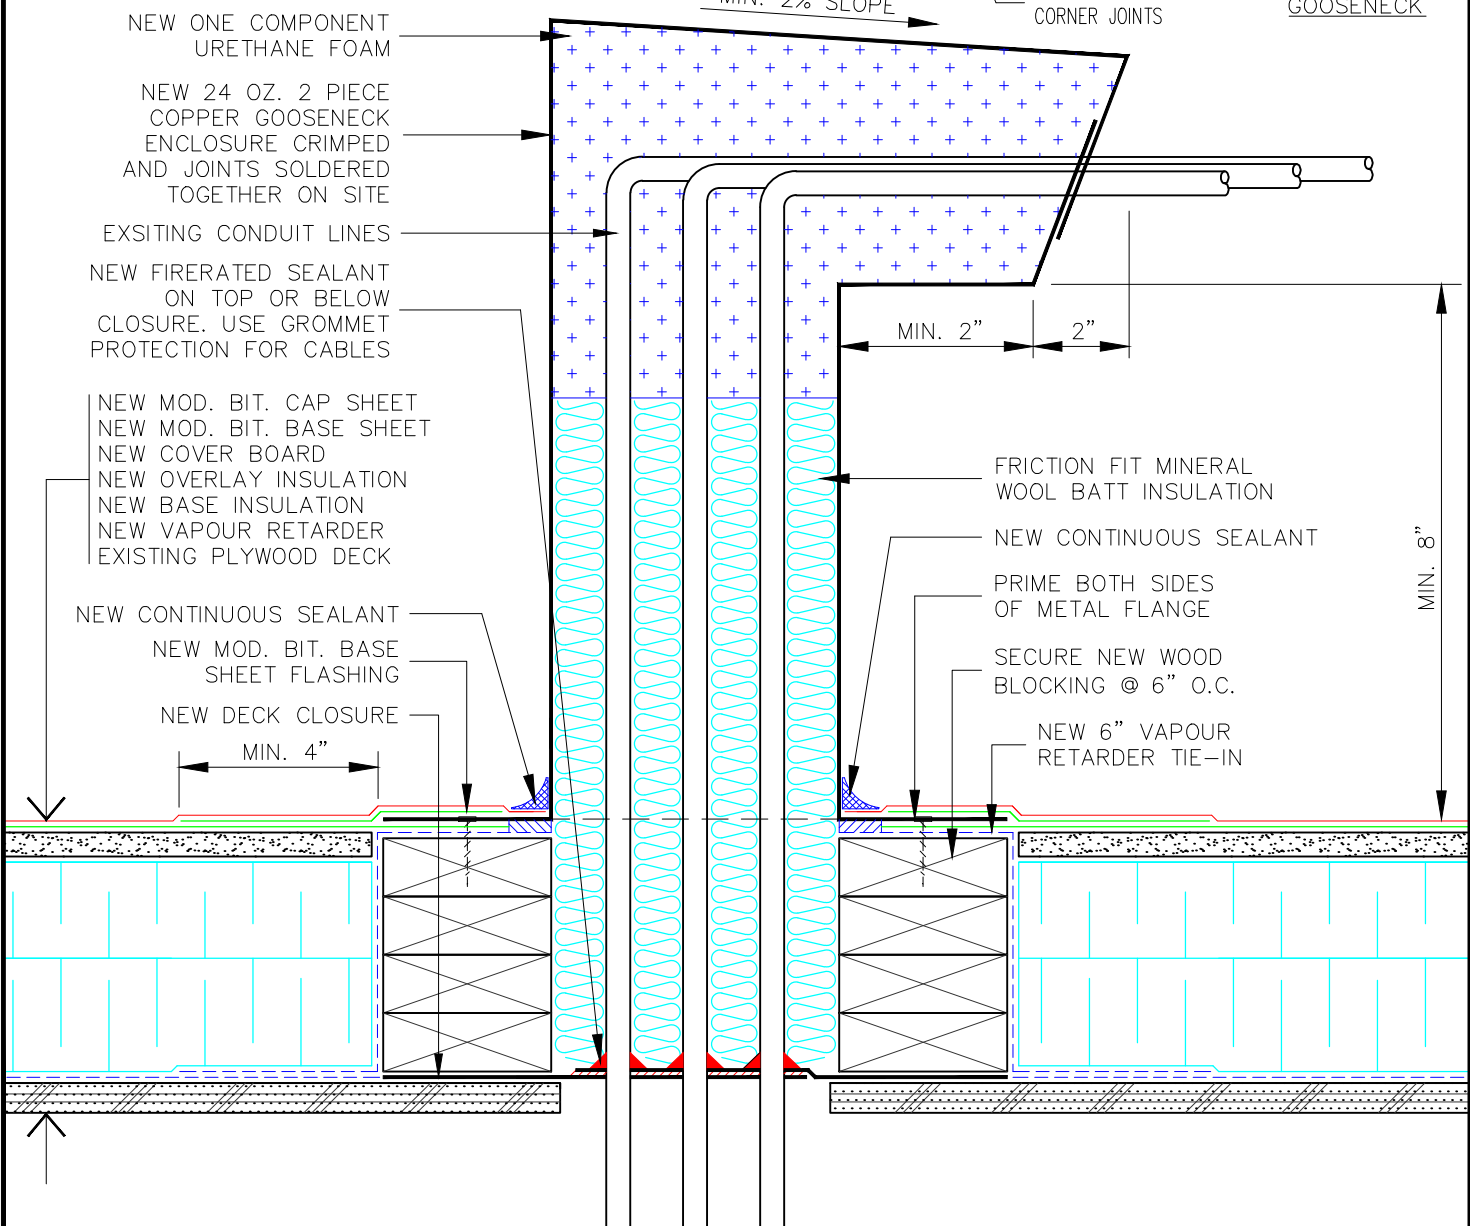 MIN. 2% SLOPE
CORNER JOINTS
GOOSENECK
NEW ONE COMPONENT
URETHANE FOAM
NEW 24 OZ. 2 PIECE
COPPER GOOSENECK
ENCLOSURE CRIMPED
AND JOINTS SOLDERED
TOGETHER ON SITE
EXSITING CONDUIT LINES
NEW FIRERATED SEALANT
ON TOP OR BELOW
CLOSURE. USE GROMMET
PROTECTION FOR CABLES
MIN. 2”
2”
NEW MOD. BIT. CAP SHEET
NEW MOD. BIT. BASE SHEET
NEW COVER BOARD
NEW OVERLAY INSULATION
NEW BASE INSULATION
NEW VAPOUR RETARDER
EXISTING PLYWOOD DECK
NEW CONTINUOUS SEALANT
NEW MOD. BIT. BASE
SHEET FLASHING
NEW DECK CLOSURE
MIN. 4”
FRICTION FIT MINERAL
WOOL BATT INSULATION
NEW CONTINUOUS SEALANT
PRIME BOTH SIDES
OF METAL FLANGE
SECURE NEW WOOD
BLOCKING @ 6” O.C.
NEW 6” VAPOUR
RETARDER TIE–IN
MIN. 8”